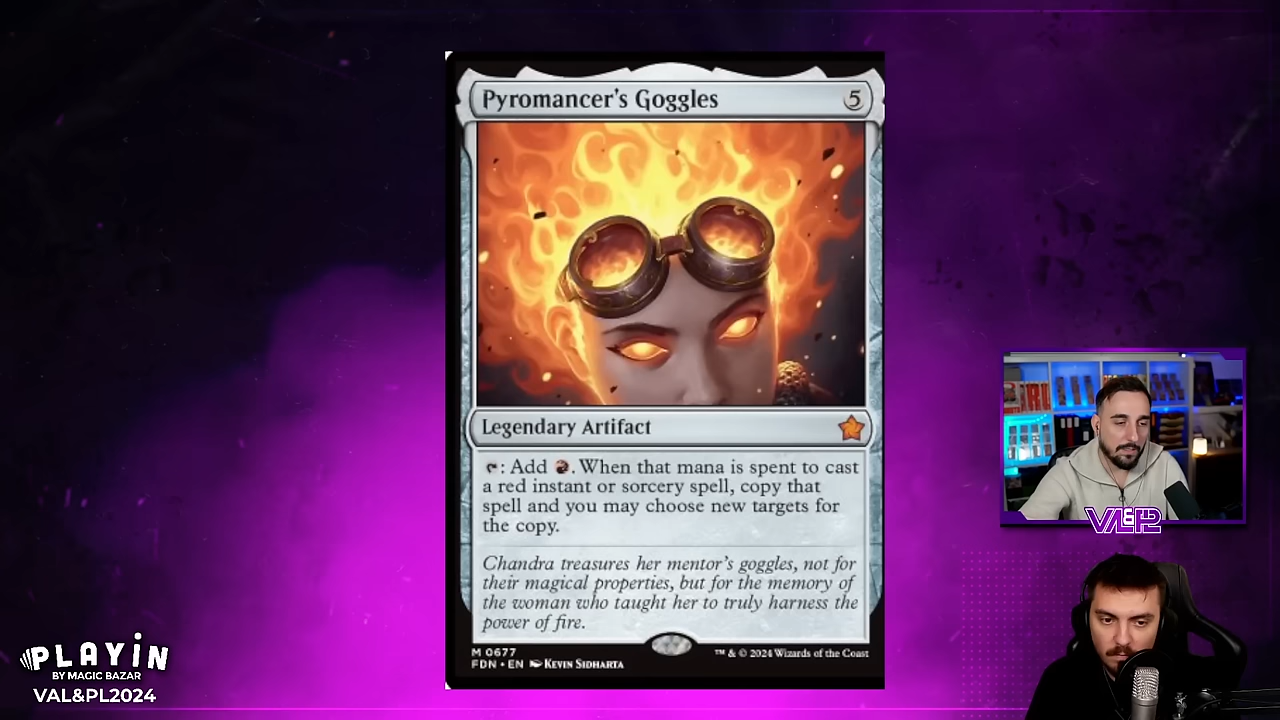 Pyromancer's Goggles 5
Legendary Artifact
: Add . When that mana is spent to cast
a red instant or sorcery spell, copy that
spell and you may choose new targets for
the copy.
Chandra treasures her mentor's goggles, not for
their magical properties, but for the memory of
the woman who taught her to truly harness the
power of fire.
M 0677
FDN • EN Kevin Sidharta
™ & © 2024 Wizards of the Coast
VAL&PL
PLAYIN
BY MAGIC BAZAR
VAL&PL2024